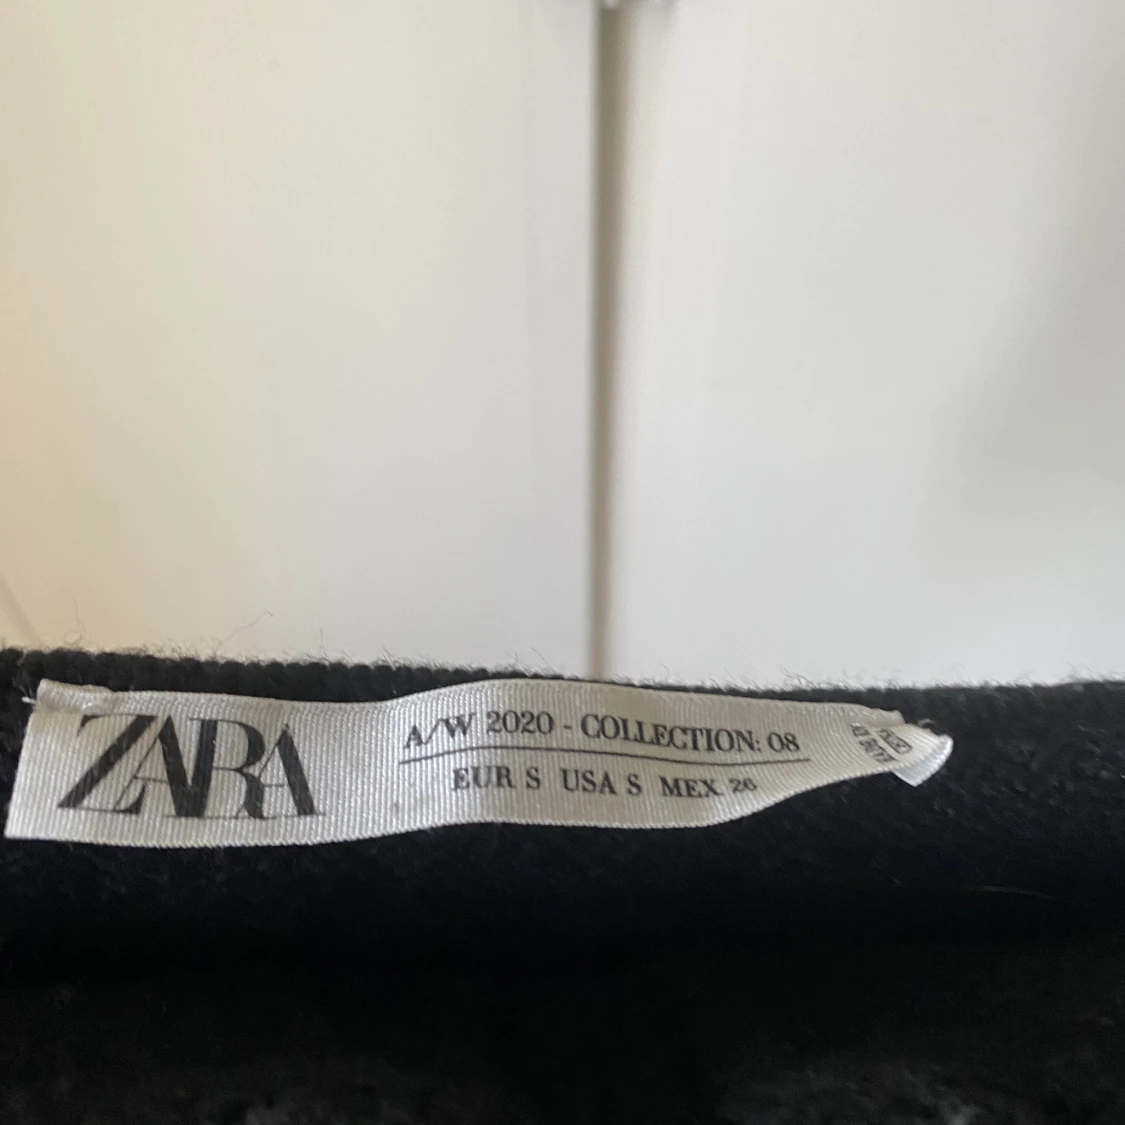 ZARA
A/W 2020 - COLLECTION: 08
EUR S USA S MEX 26